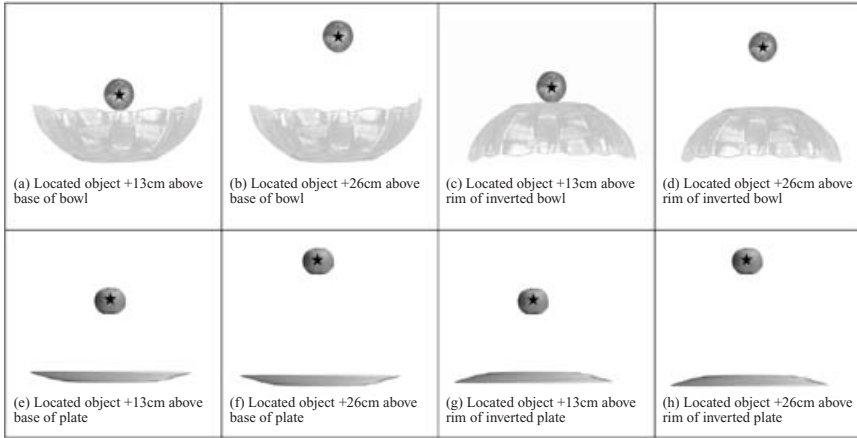 (a) Located object +13cm above
base of bowl
(b) Located object +26cm above
base of bowl
(c) Located object +13cm above
rim of inverted bowl
(d) Located object +26cm above
rim of inverted bowl
(e) Located object +13cm above
base of plate
(f) Located object +26cm above
base of plate
(g) Located object +13cm above
rim of inverted plate
(h) Located object +26cm above
rim of inverted plate